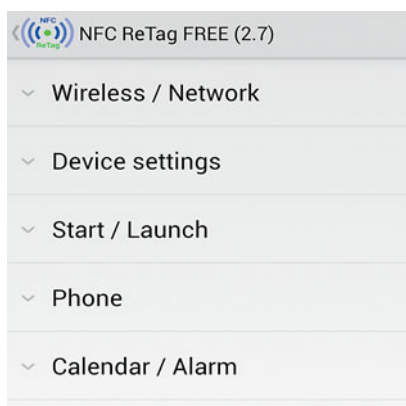 NFC
ReTag
NFC ReTag FREE (2.7)
Wireless / Network
Device settings
Start / Launch
Phone
Calendar / Alarm